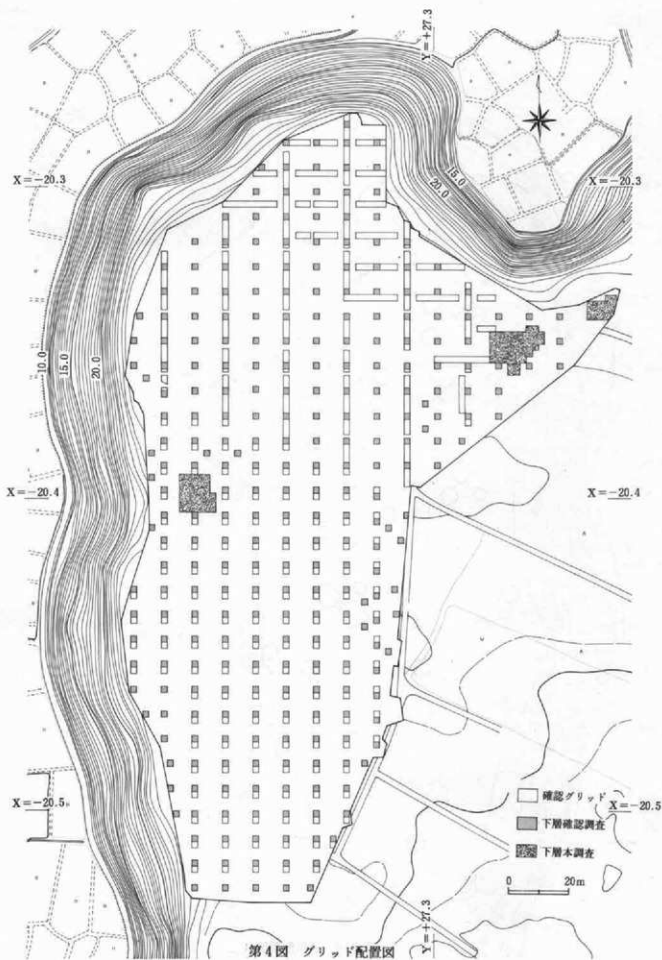 Y=+27.3
X=-20.3
15.0
20.0
X=-20.3
10.0
15.0
20.0
X=-20.4
X=-20.4
確認グリッド
X=-20.5
X=-20.5
下層確認調査
下層本調査
0 20m
Y=+27.3
第4図 グリッド配置図